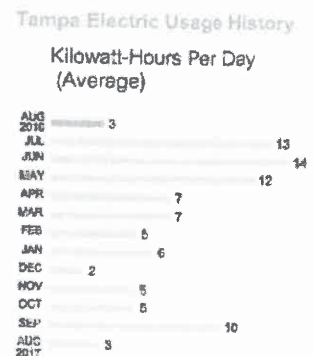 Tampa Electric Usage History
Kilowatt-Hours Per Day
(Average)
AUG
2016 3
JUL 13
JUN 14
MAY 12
APR 7
MAR 7
FEB 5
JAN 6
DEC 2
NOV 5
OCT 5
SEP 10
AUG
2017 3